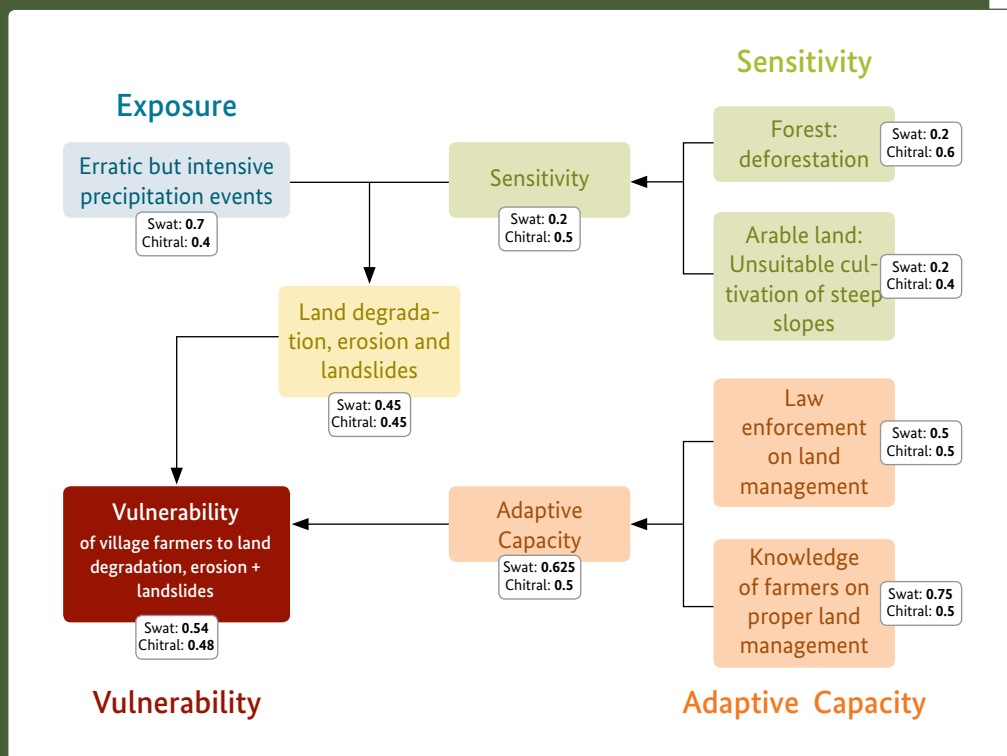 Exposure
Erratic but intensive
precipitation events
Swat: 0.7
Chitral: 0.4
Sensitivity
Swat: 0.2
Chitral: 0.5
Sensitivity
Forest:
deforestation
Swat: 0.2
Chitral: 0.6
Arable land:
Unsuitable cul-
tivation of steep
slopes
Swat: 0.2
Chitral: 0.4
Land degrada-
tion, erosion and
landslides
Swat: 0.45
Chitral: 0.45
Law
enforcement
on land
management
Swat: 0.5
Chitral: 0.5
Knowledge
of farmers on
proper land
management
Swat: 0.75
Chitral: 0.5
Adaptive
Capacity
Swat: 0.625
Chitral: 0.5
Vulnerability
of village farmers to land
degradation, erosion +
landslides
Swat: 0.54
Chitral: 0.48
Vulnerability
Adaptive Capacity